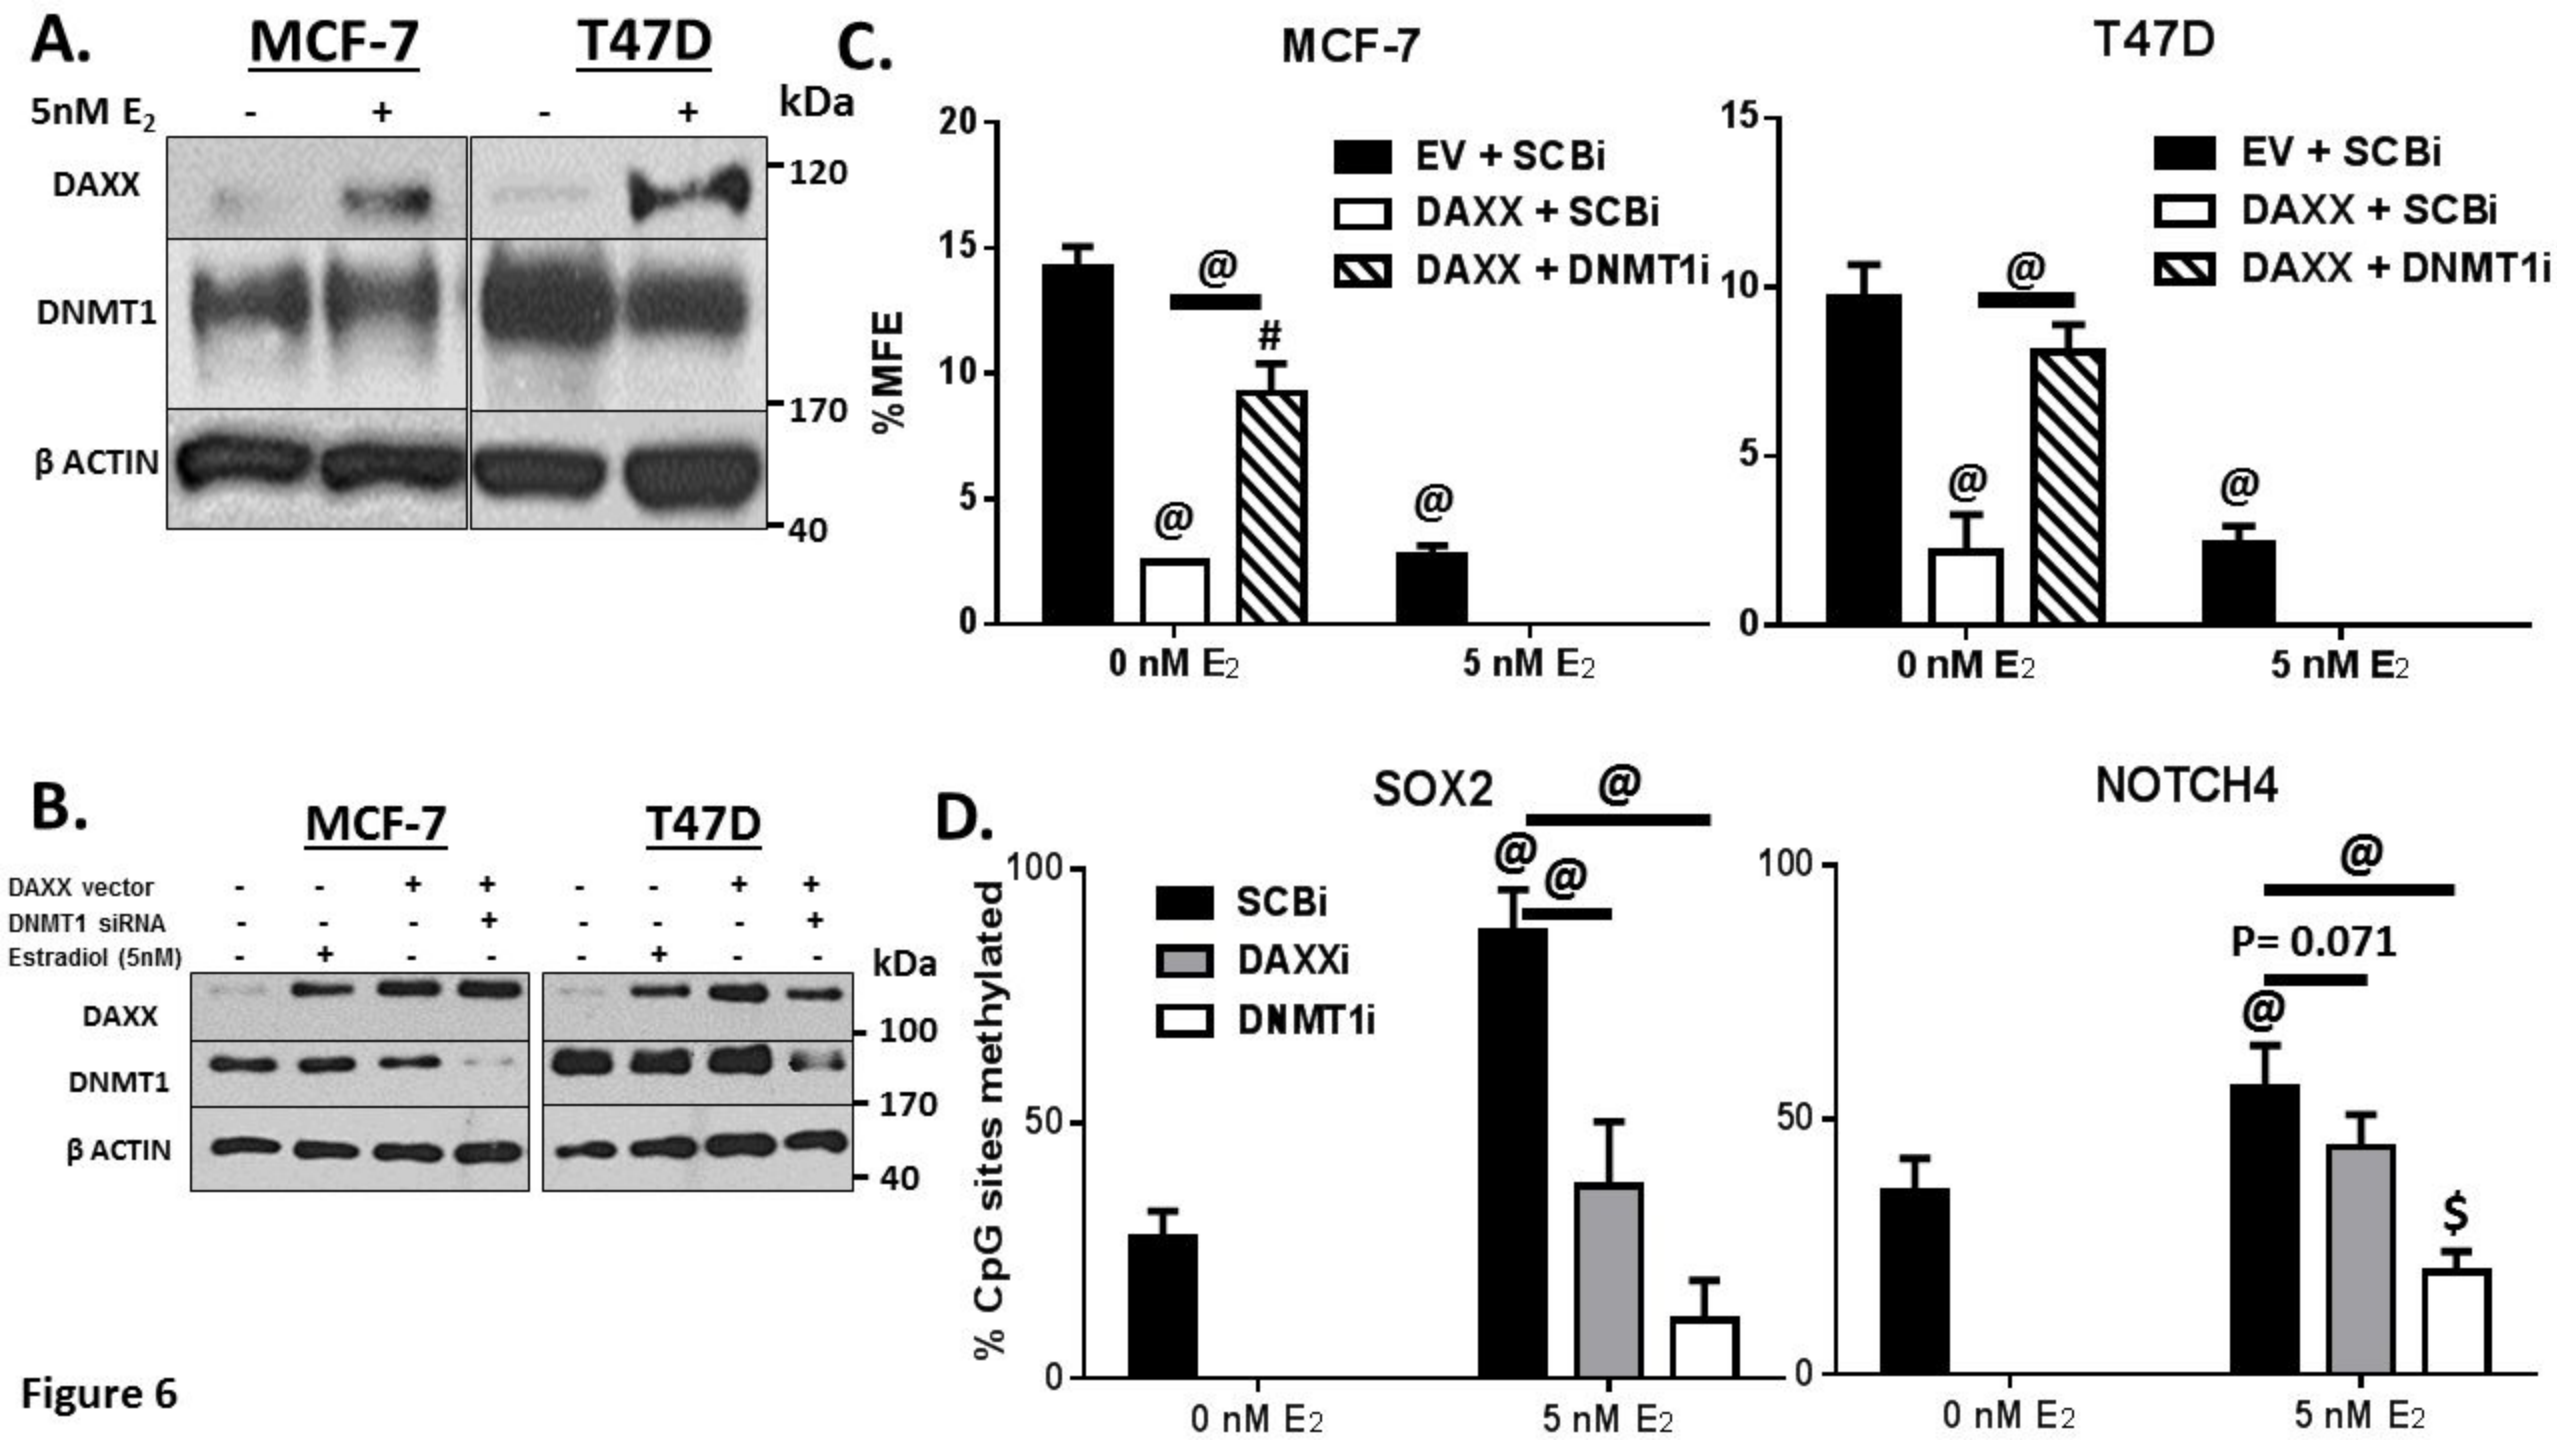 A.
MCF-7 T47D
5nM E2 - + - + kDa
DAXX 120
DNMT1
170
β ACTIN
40
C.
MCF-7
%MFE
20
15
10
5
0
EV + SCBi
DAXX + SCBi
DAXX + DNMT1i
@
#
@
@
0 nM E2 5 nM E2
T47D
15
10
5
0
EV + SCBi
DAXX + SCBi
DAXX + DNMT1i
@
@
@
0 nM E2 5 nM E2
B.
MCF-7 T47D
DAXX vector - - + + - - + +
DNMT1 siRNA - - - + - - - +
Estradiol (5nM) - + - - - + - -
kDa
DAXX
100
DNMT1
170
β ACTIN
40
D.
SOX2
% CpG sites methylated
100
50
0
SCBi
DAXXi
DNMT1i
@
@
@
0 nM E2 5 nM E2
NOTCH4
100
50
0
@
P= 0.071
@
$
0 nM E2 5 nM E2
Figure 6